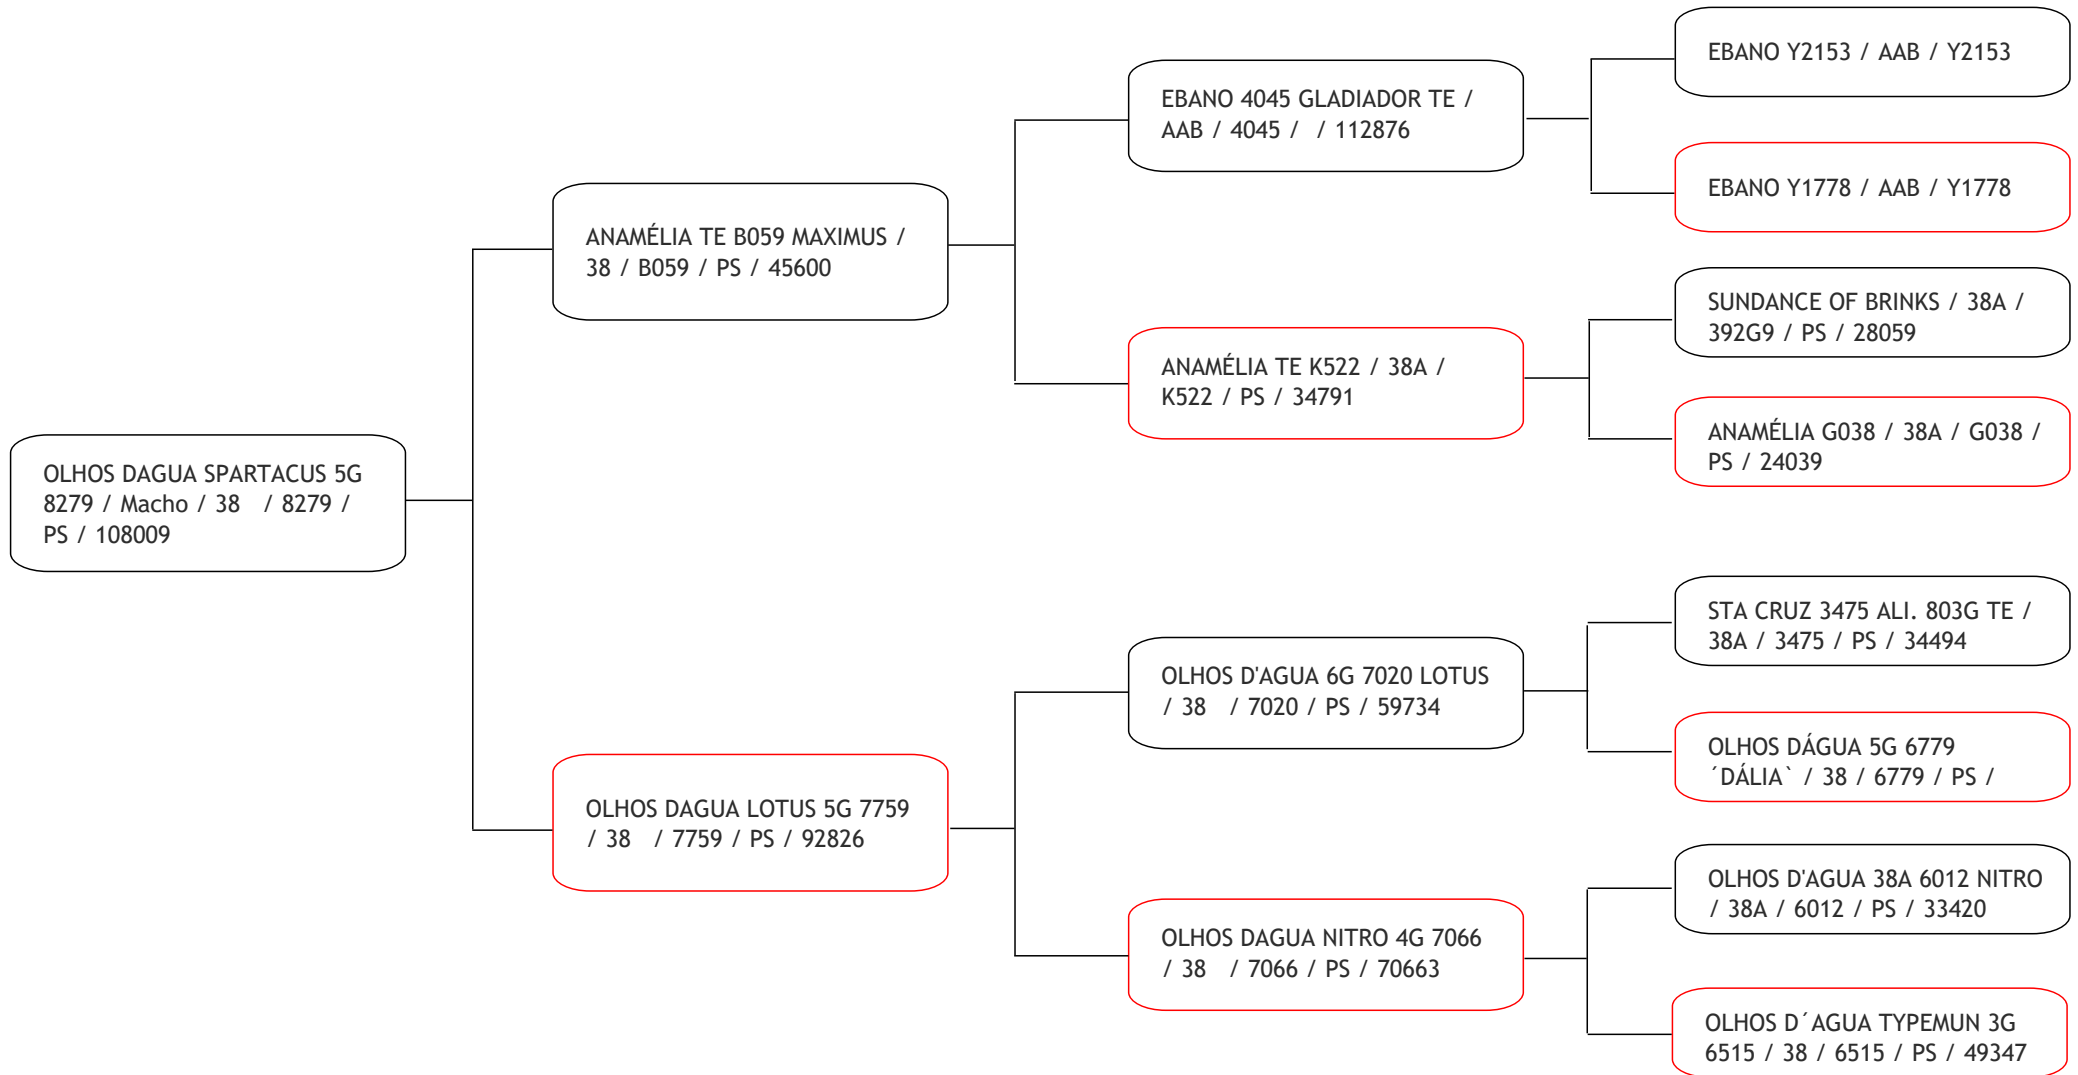 OLHOS DAGUA SPARTACUS 5G
8279 / Macho / 38 / 8279 /
PS / 108009
ANAMÉLIA TE B059 MAXIMUS /
38 / B059 / PS / 45600
OLHOS DAGUA LOTUS 5G 7759
/ 38 / 7759 / PS / 92826
EBANO 4045 GLADIADOR TE /
AAB / 4045 / / 112876
ANAMÉLIA TE K522 / 38A /
K522 / PS / 34791
OLHOS D'AGUA 6G 7020 LOTUS
/ 38 / 7020 / PS / 59734
OLHOS DAGUA NITRO 4G 7066
/ 38 / 7066 / PS / 70663
EBANO Y2153 / AAB / Y2153
EBANO Y1778 / AAB / Y1778
SUNDANCE OF BRINKS / 38A /
392G9 / PS / 28059
ANAMÉLIA G038 / 38A / G038 /
PS / 24039
STA CRUZ 3475 ALI. 803G TE /
38A / 3475 / PS / 34494
OLHOS DÁGUA 5G 6779
´DÁLIA` / 38 / 6779 / PS /
OLHOS D'AGUA 38A 6012 NITRO
/ 38A / 6012 / PS / 33420
OLHOS D´AGUA TYPEMUN 3G
6515 / 38 / 6515 / PS / 49347